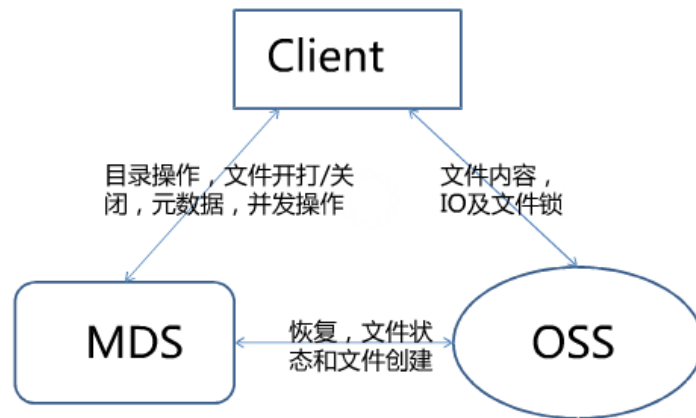 Client
目录操作，文件开打/关
闭，元数据，并发操作
文件内容，
IO及文件锁
MDS
恢复，文件状
态和文件创建
OSS